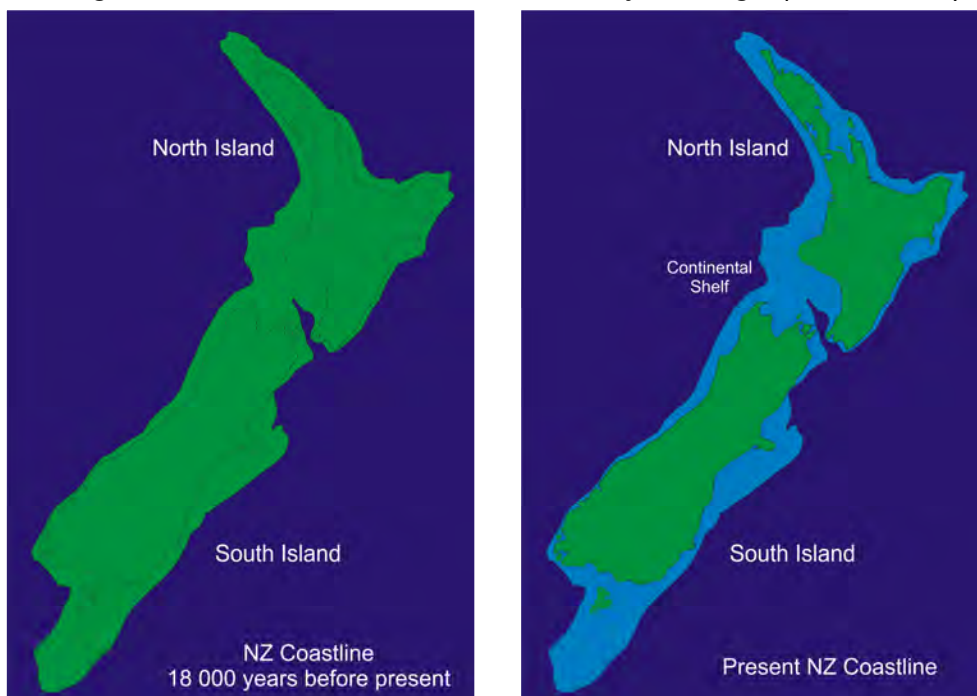 North Island
South Island
NZ Coastline
18 000 years before present
North Island
Continental
Shelf
South Island
Present NZ Coastline